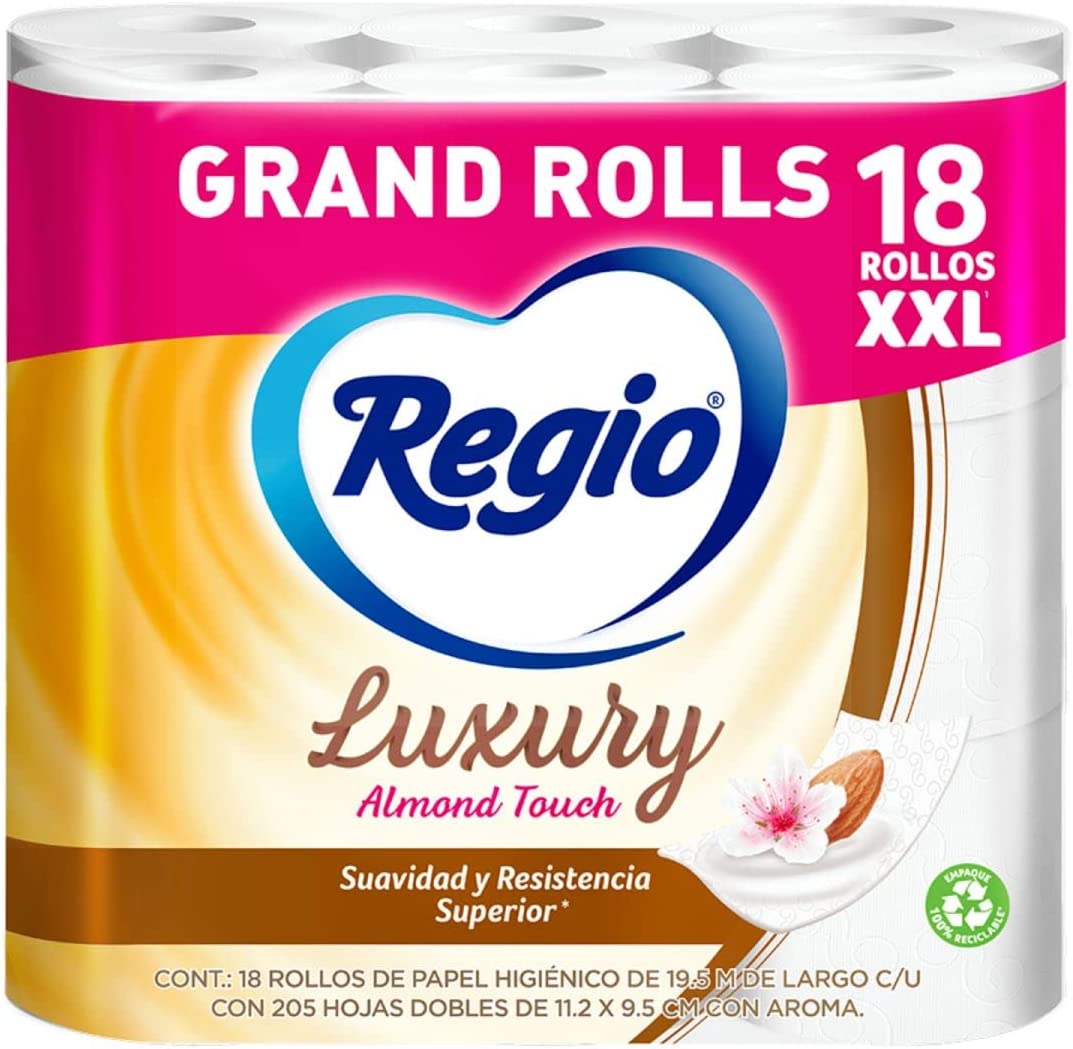 GRAND ROLLS 18
ROLLOS
XXL¹
Regio®
Luxury
Almond Touch
Suavidad y Resistencia
Superior*
EMPAQUE
100% RECICLABLE
CONT.: 18 ROLLOS DE PAPEL HIGIÉNICO DE 19.5 M DE LARGO C/U
CON 205 HOJAS DOBLES DE 11.2 X 9.5 CM CON AROMA.